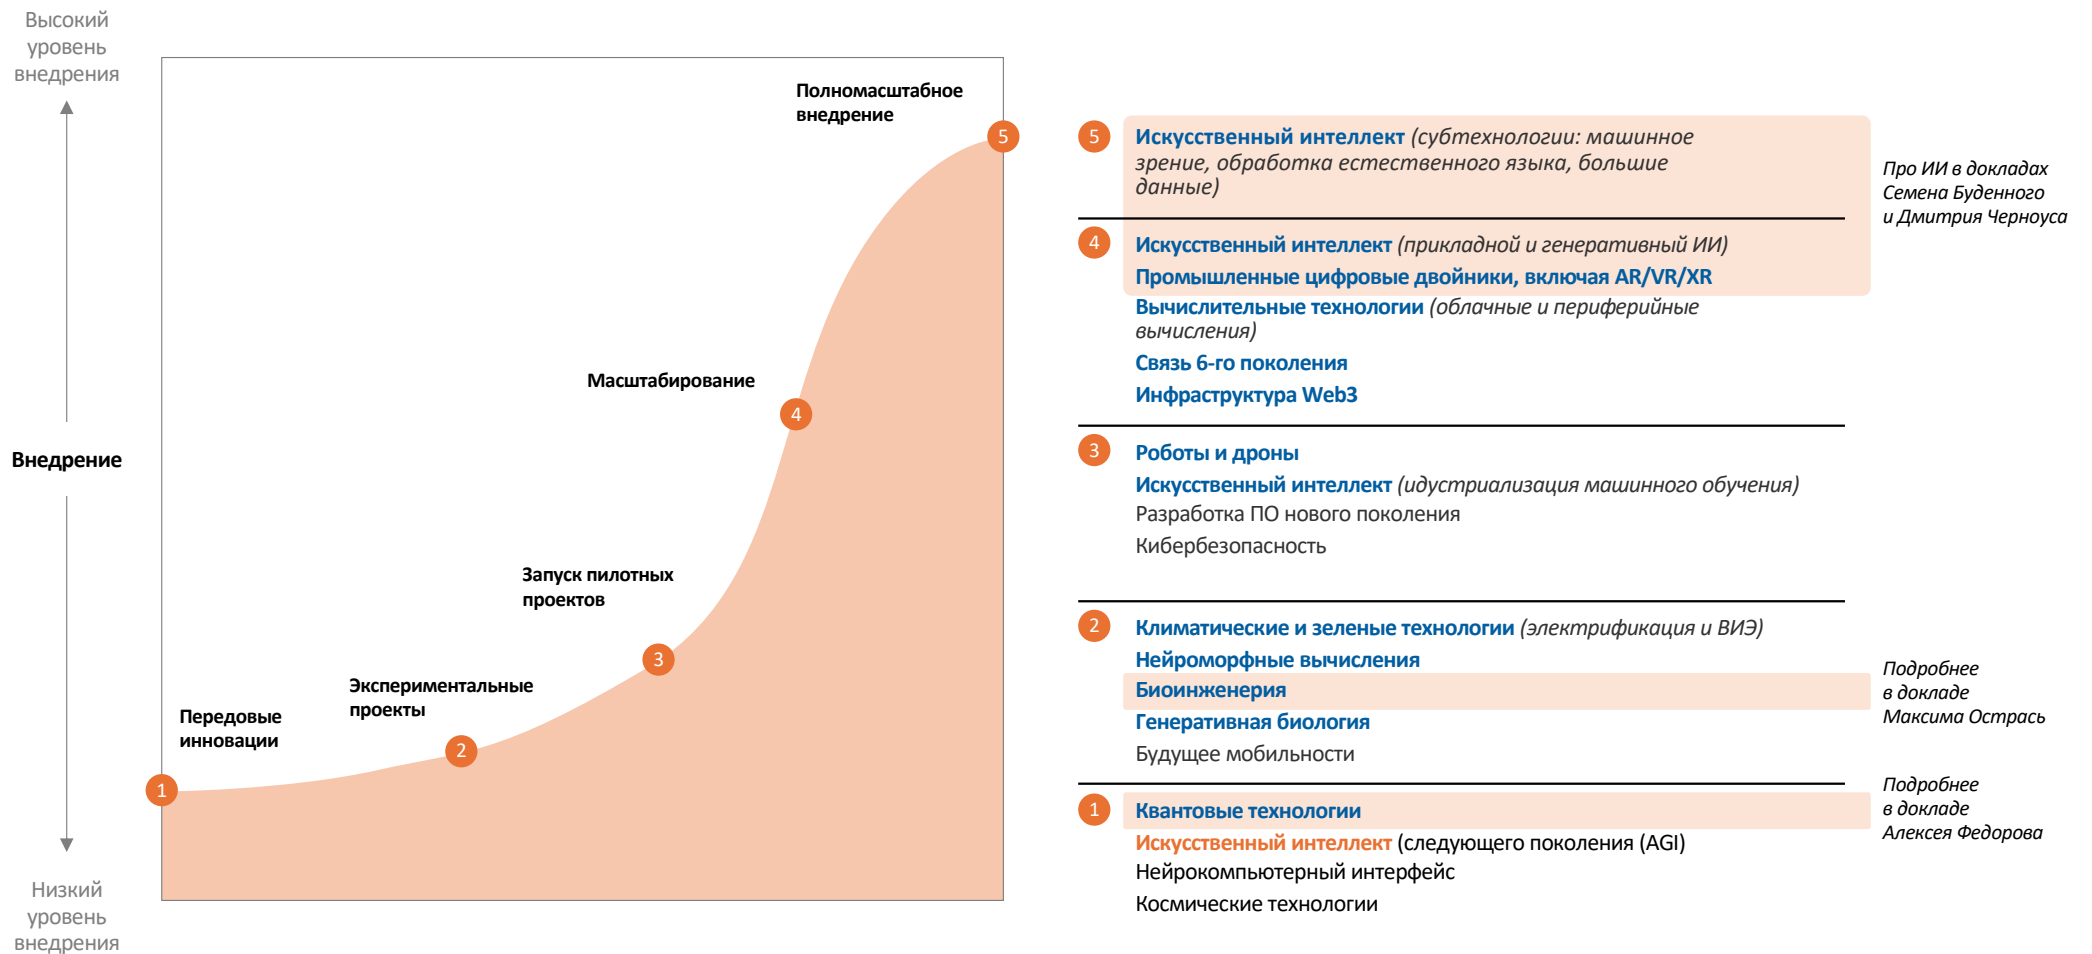 Высокий
уровень
внедрения
Внедрение
Низкий
уровень
внедрения
Полномасштабное
внедрение
5
Масштабирование
4
Запуск пилотных
проектов
3
Экспериментальные
проекты
2
Передовые
инновации
1
5
Искусственный интеллект (субтехнологии: машинное
зрение, обработка естественного языка, большие
данные)
Про ИИ в докладах
Семена Буденного
и Дмитрия Черноуса
4
Искусственный интеллект (прикладной и генеративный ИИ)
Промышленные цифровые двойники, включая AR/VR/XR
Вычислительные технологии (облачные и периферийные
вычисления)
Связь 6-го поколения
Инфраструктура Web3
3
Роботы и дроны
Искусственный интеллект (идустриализация машинного обучения)
Разработка ПО нового поколения
Кибербезопасность
2
Климатические и зеленые технологии (электрификация и ВИЭ)
Нейроморфные вычисления
Биоинженерия
Генеративная биология
Будущее мобильности
Подробнее
в докладе
Максима Острась
1
Квантовые технологии
Искусственный интеллект (следующего поколения (AGI)
Нейрокомпьютерный интерфейс
Космические технологии
Подробнее
в докладе
Алексея Федорова